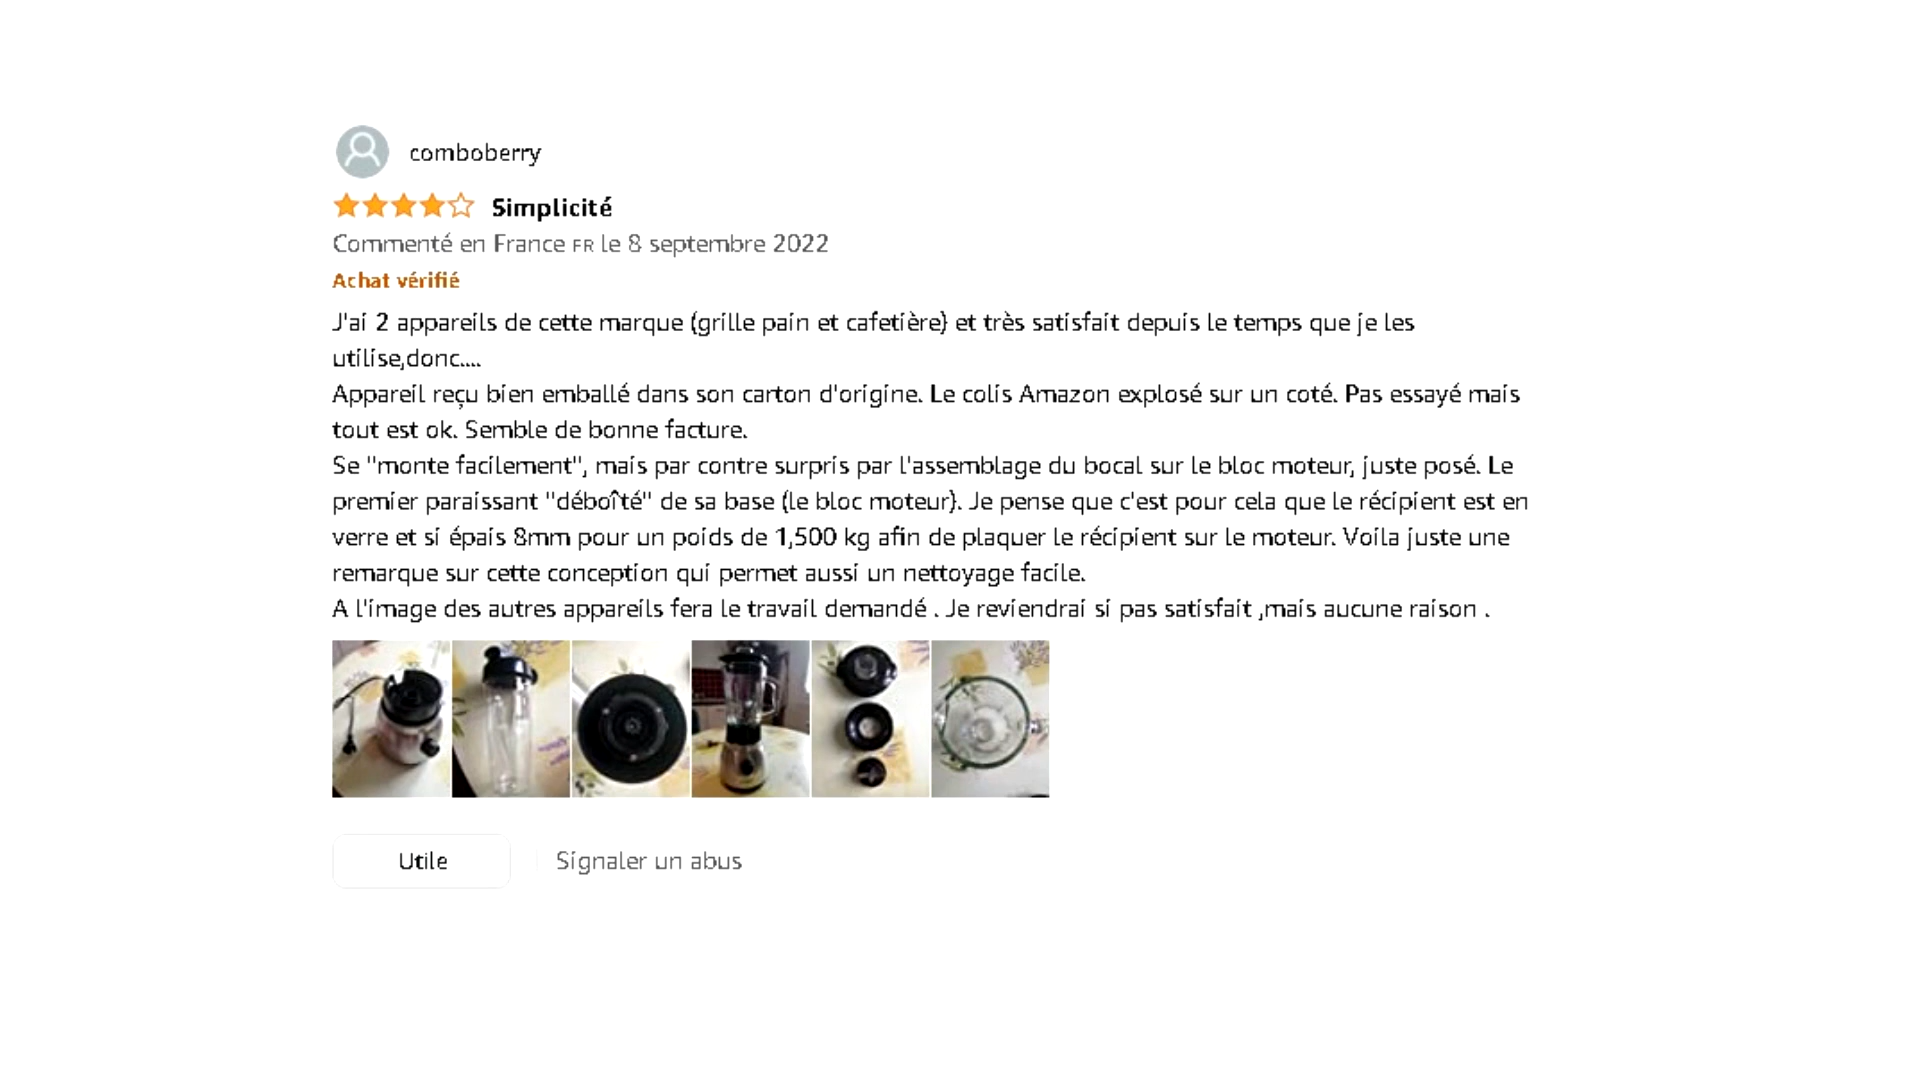 comboberry
Simplicité
Commenté en France FR le 8 septembre 2022
Achat vérifié
J'ai 2 appareils de cette marque (grille pain et cafetière) et très satisfait depuis le temps que je les
utilise,donc....
Appareil reçu bien emballé dans son carton d'origine. Le colis Amazon explosé sur un coté. Pas essayé mais
tout est ok. Semble de bonne facture.
Se "monte facilement", mais par contre surpris par l'assemblage du bocal sur le bloc moteur, juste posé. Le
premier paraissant "déboîté" de sa base (le bloc moteur). Je pense que c'est pour cela que le récipient est en
verre et si épais 8mm pour un poids de 1,500 kg afin de plaquer le récipient sur le moteur. Voila juste une
remarque sur cette conception qui permet aussi un nettoyage facile.
A l'image des autres appareils fera le travail demandé . Je reviendrai si pas satisfait ,mais aucune raison .
Utile
Signaler un abus